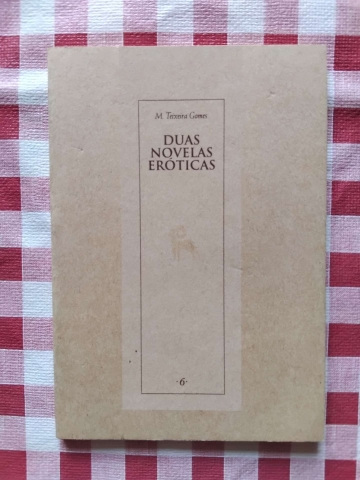 M. Teixeira Gomes
DUAS
NOVELAS
ERÓTICAS
·6·